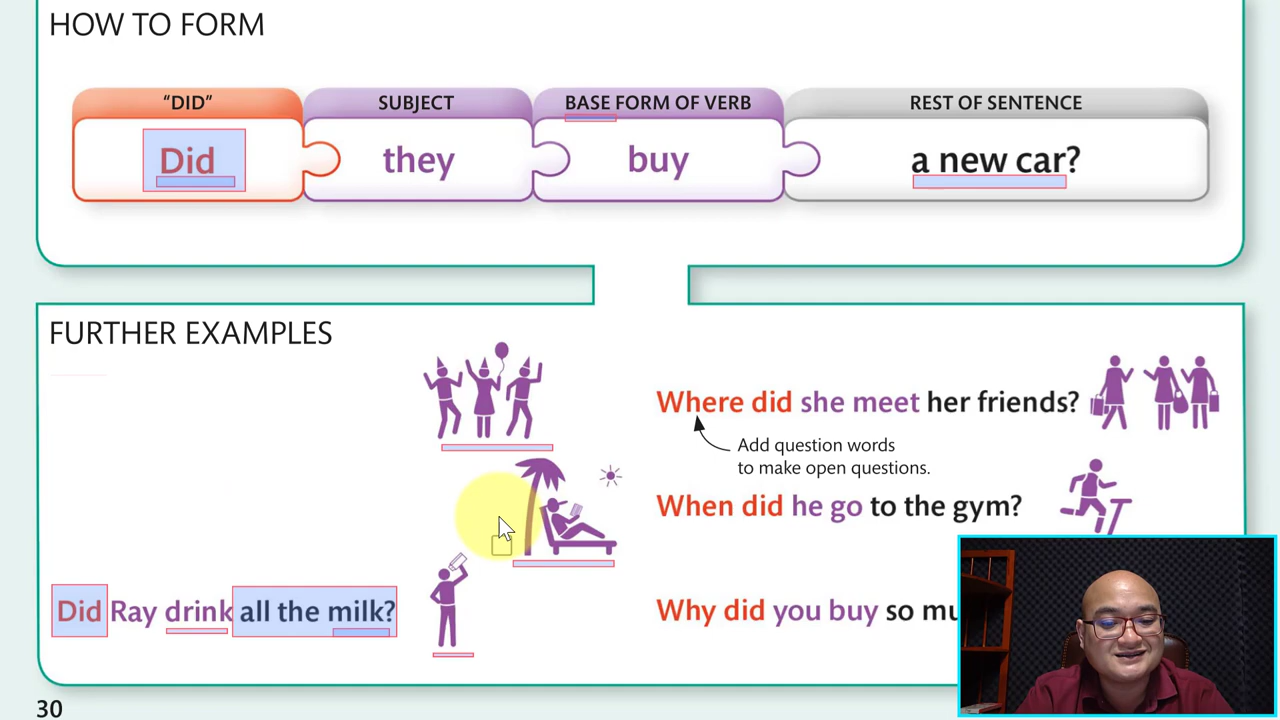 HOW TO FORM
“DID”
SUBJECT
BASE FORM OF VERB
REST OF SENTENCE
Did
they
buy
a new car?
FURTHER EXAMPLES
Did Ray drink all the milk?
Where did she meet her friends?
Add question words
to make open questions.
When did he go to the gym?
Why did you buy so
30